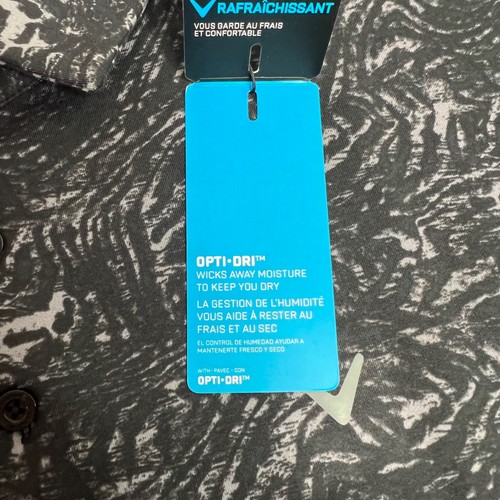 RAFRAÎCHISSANT
VOUS GARDE AU FRAIS
ET CONFORTABLE
OPTI·DRI™
WICKS AWAY MOISTURE
TO KEEP YOU DRY
LA GESTION DE L'HUMIDITÉ
VOUS AIDE À RESTER AU
FRAIS ET AU SEC
EL CONTROL DE HUMEDAD AYUDAR A
MANTENERTE FRESCO Y SECO
WITH · PAVEC · CON
OPTI·DRI™